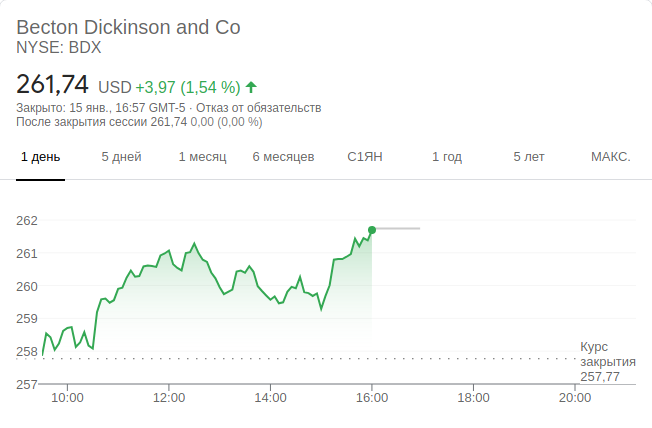 Becton Dickinson and Co
NYSE: BDX
261,74 USD +3,97 (1,54 %)
Закрыто: 15 янв., 16:57 GMT-5 · Отказ от обязательств
После закрытия сессии 261,74 0,00 (0,00 %)
1 день 5 дней 1 месяц 6 месяцев С1ЯН 1 год 5 лет МАКС.
262
261
260
259
258
Курс
закрытия
257,77
257
10:00 12:00 14:00 16:00 18:00 20:00